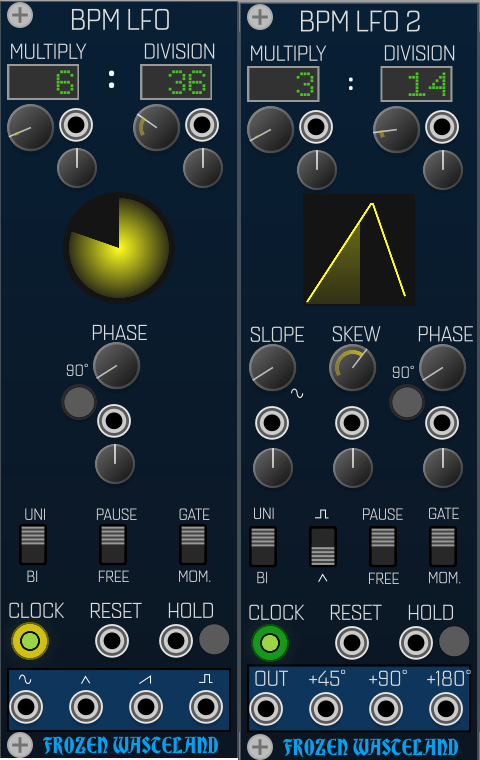 BPM LFO
MULTIPLY DIVISION
6 : 36
PHASE
90°
UNI PAUSE GATE
BI FREE MOM.
CLOCK RESET HOLD
FROZEN WASTELAND
BPM LFO 2
MULTIPLY DIVISION
3 : 14
SLOPE SKEW PHASE
90°
UNI PAUSE GATE
BI FREE MOM.
CLOCK RESET HOLD
OUT +45° +90° +180°
FROZEN WASTELAND